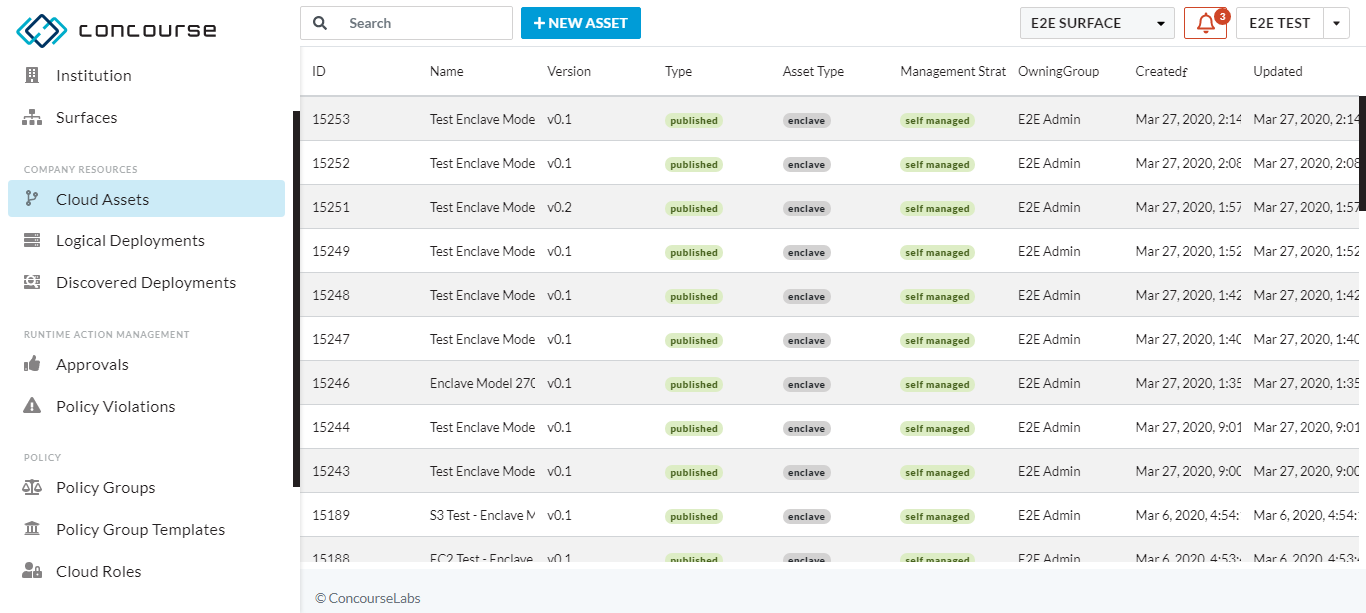 concourse
Search
+ NEW ASSET
E2E SURFACE
3
E2E TEST
Institution
Surfaces
COMPANY RESOURCES
Cloud Assets
Logical Deployments
Discovered Deployments
RUNTIME ACTION MANAGEMENT
Approvals
Policy Violations
POLICY
Policy Groups
Policy Group Templates
Cloud Roles
ID Name Version Type Asset Type Management Strat OwningGroup Created Updated
15253 Test Enclave Mode v0.1 published enclave self managed E2E Admin Mar 27, 2020, 2:14 Mar 27, 2020, 2:14
15252 Test Enclave Mode v0.1 published enclave self managed E2E Admin Mar 27, 2020, 2:08 Mar 27, 2020, 2:08
15251 Test Enclave Mode v0.2 published enclave self managed E2E Admin Mar 27, 2020, 1:57 Mar 27, 2020, 1:57
15249 Test Enclave Mode v0.1 published enclave self managed E2E Admin Mar 27, 2020, 1:52 Mar 27, 2020, 1:52
15248 Test Enclave Mode v0.1 published enclave self managed E2E Admin Mar 27, 2020, 1:42 Mar 27, 2020, 1:42
15247 Test Enclave Mode v0.1 published enclave self managed E2E Admin Mar 27, 2020, 1:40 Mar 27, 2020, 1:40
15246 Enclave Model 270 v0.1 published enclave self managed E2E Admin Mar 27, 2020, 1:35 Mar 27, 2020, 1:35
15244 Test Enclave Mode v0.1 published enclave self managed E2E Admin Mar 27, 2020, 9:01 Mar 27, 2020, 9:01
15243 Test Enclave Mode v0.1 published enclave self managed E2E Admin Mar 27, 2020, 9:00 Mar 27, 2020, 9:00
15189 S3 Test - Enclave M v0.1 published enclave self managed E2E Admin Mar 6, 2020, 4:54: Mar 6, 2020, 4:54:
15188 EC2 Test - Enclave v0.1 published enclave self managed E2E Admin Mar 6, 2020, 4:53: Mar 6, 2020, 4:53:
© ConcourseLabs